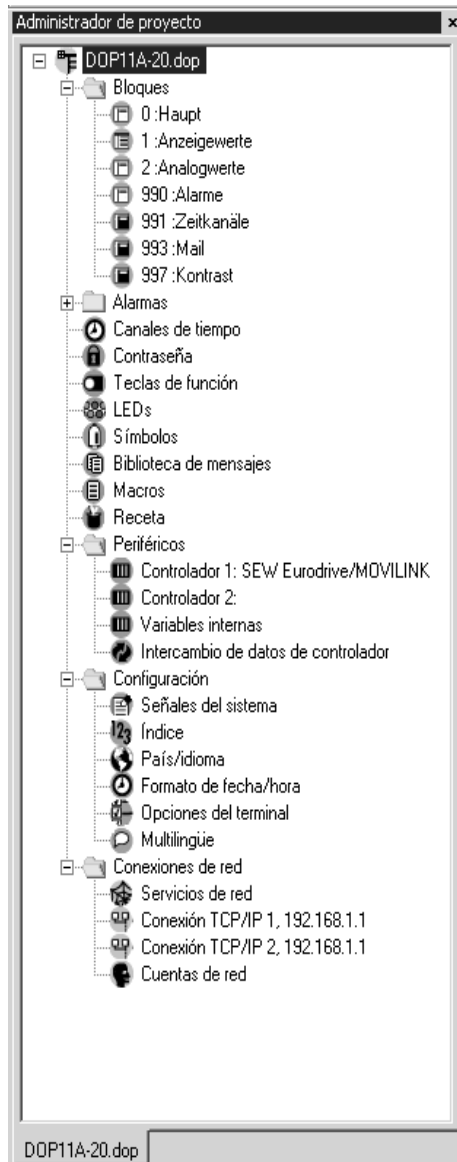 Administrador de proyecto
DOP11A-20.dop
Bloques
0 :Haupt
1 :Anzeigewerte
2 :Analogwerte
990 :Alarme
991 :Zeitkanäle
993 :Mail
997 :Kontrast
Alarmas
Canales de tiempo
Contraseña
Teclas de función
LEDs
Símbolos
Biblioteca de mensajes
Macros
Receta
Periféricos
Controlador 1: SEW Eurodrive/MOVILINK
Controlador 2:
Variables internas
Intercambio de datos de controlador
Configuración
Señales del sistema
Índice
País/idioma
Formato de fecha/hora
Opciones del terminal
Multilingüe
Conexiones de red
Servicios de red
Conexión TCP/IP 1, 192.168.1.1
Conexión TCP/IP 2, 192.168.1.1
Cuentas de red
DOP11A-20.dop